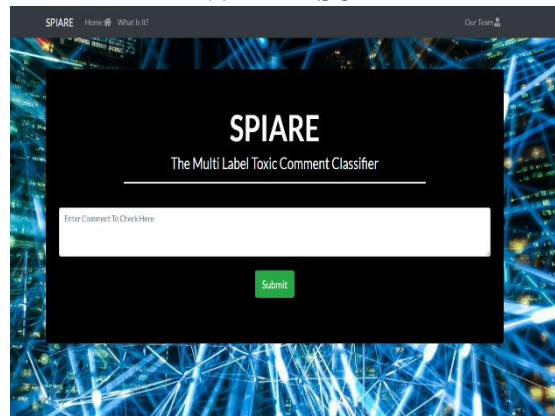 SPIARE Home What Is It? Our Team
SPIARE
The Multi Label Toxic Comment Classifier
Enter Comment To Check Here
Submit